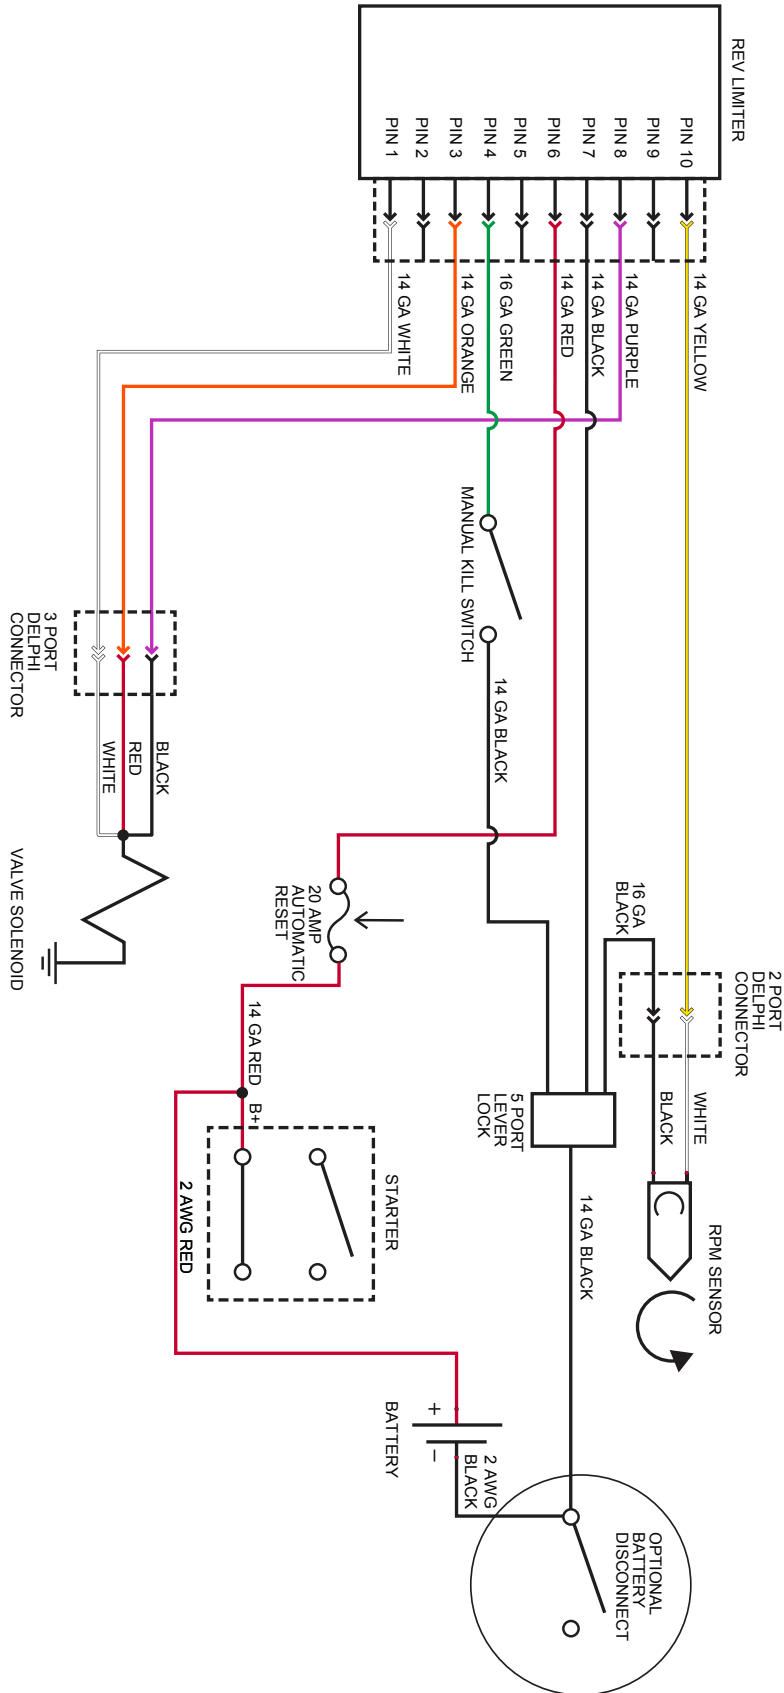 REV LIMITER
PIN 1
PIN 2
PIN 3
PIN 4
PIN 5
PIN 6
PIN 7
PIN 8
PIN 9
PIN 10
14 GA WHITE
14 GA ORANGE
16 GA GREEN
14 GA RED
14 GA BLACK
14 GA PURPLE
14 GA YELLOW
MANUAL KILL SWITCH
3 PORT
DELPHI
CONNECTOR
14 GA BLACK
BLACK
RED
WHITE
VALVE SOLENOID
20 AMP
AUTOMATIC
RESET
16 GA
BLACK
2 PORT
DELPHI
CONNECTOR
14 GA RED
B+
5 PORT
LEVER
LOCK
WHITE
BLACK
STARTER
2 AWG RED
14 GA BLACK
RPM SENSOR
BATTERY
+
–
2 AWG
BLACK
OPTIONAL
BATTERY
DISCONNECT